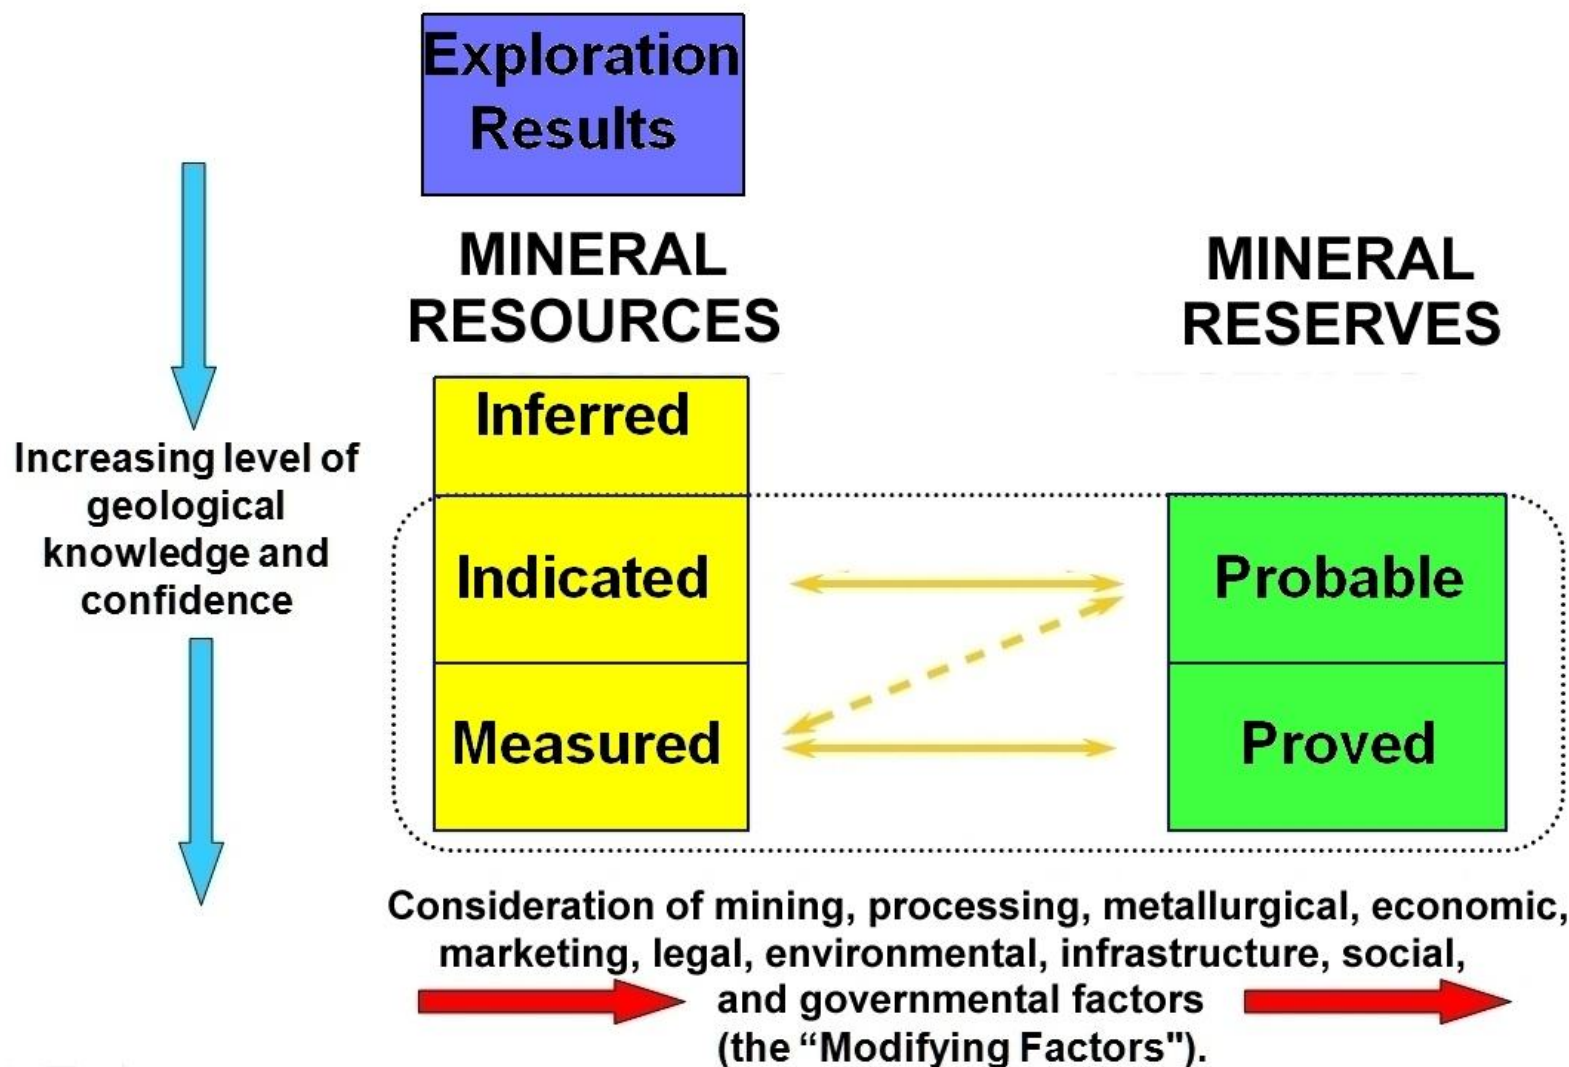 Exploration
Results
MINERAL
RESOURCES
MINERAL
RESERVES
Inferred
Increasing level of
geological
knowledge and
confidence
Indicated
Probable
Measured
Proved
Consideration of mining, processing, metallurgical, economic,
marketing, legal, environmental, infrastructure, social,
and governmental factors
(the “Modifying Factors").